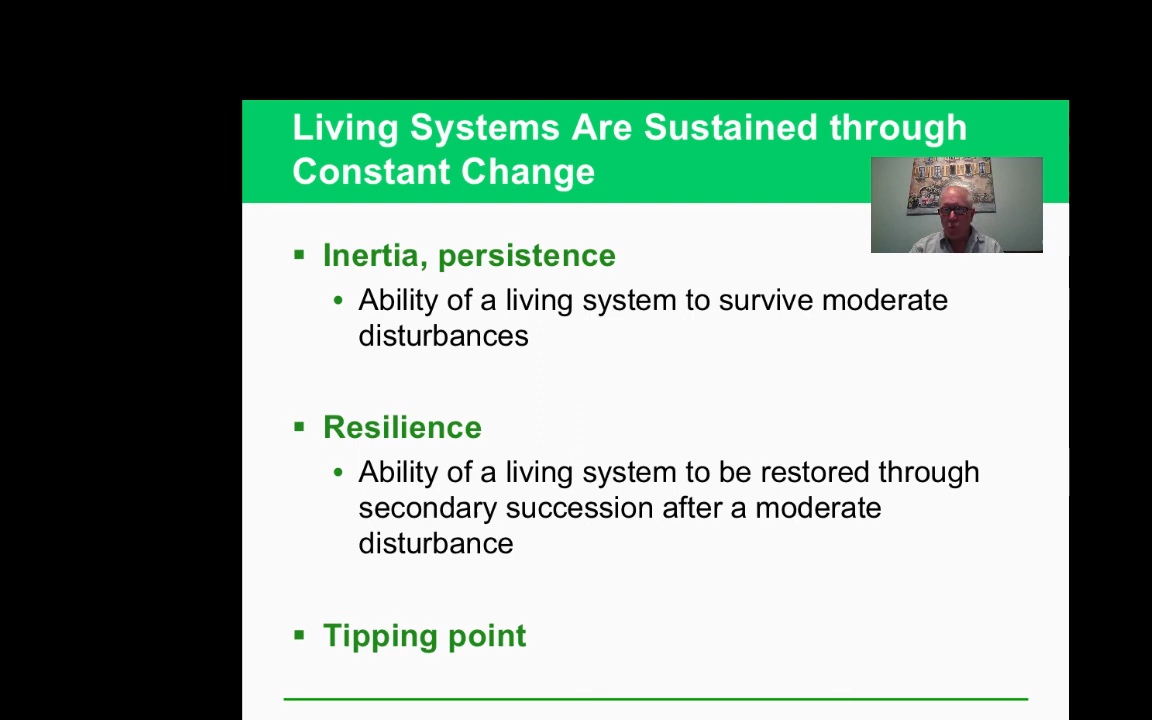 Living Systems Are Sustained through
Constant Change
▪ Inertia, persistence
• Ability of a living system to survive moderate
disturbances
▪ Resilience
• Ability of a living system to be restored through
secondary succession after a moderate
disturbance
▪ Tipping point